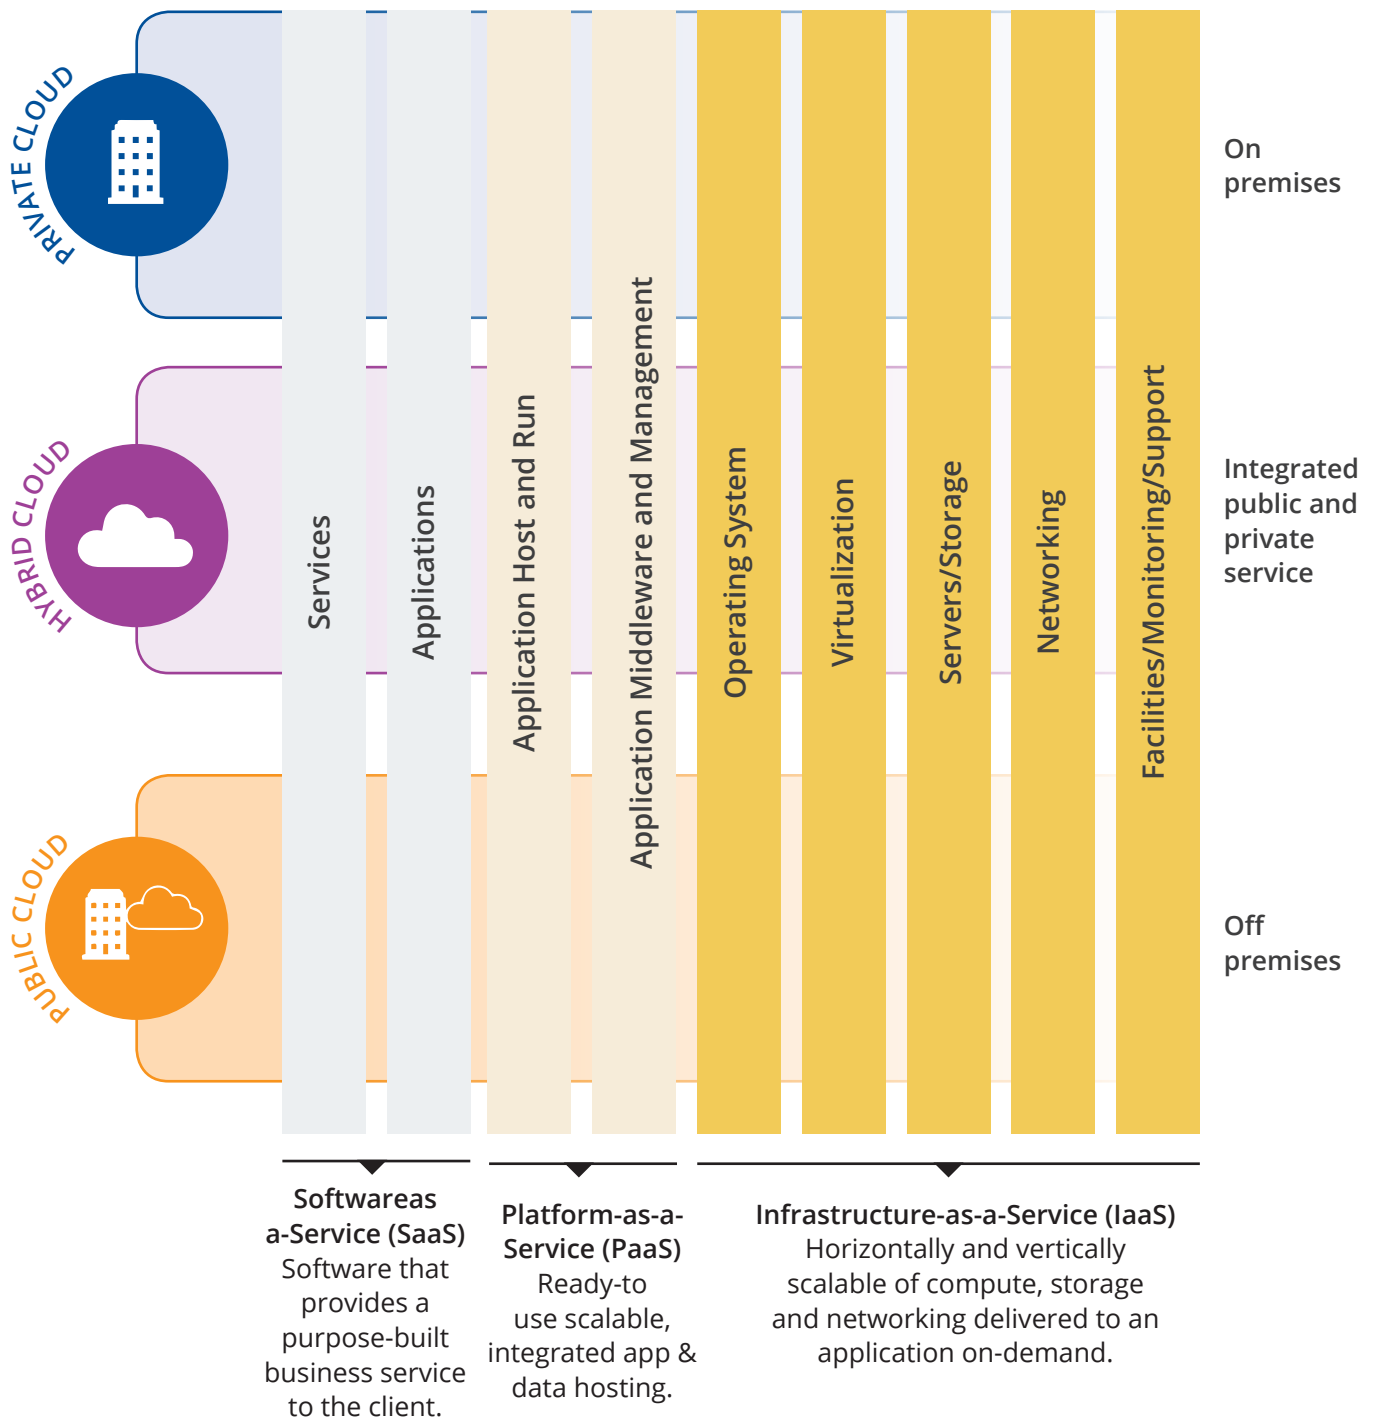 PRIVATE CLOUD
On
premises
HYBRID CLOUD
Integrated
public and
private
service
PUBLIC CLOUD
Off
premises
Services
Applications
Application Host and Run
Application Middleware and Management
Operating System
Virtualization
Servers/Storage
Networking
Facilities/Monitoring/Support
Softwareas
a-Service (SaaS)
Software that
provides a
purpose-built
business service
to the client.
Platform-as-a-
Service (PaaS)
Ready-to
use scalable,
integrated app &
data hosting.
Infrastructure-as-a-Service (IaaS)
Horizontally and vertically
scalable of compute, storage
and networking delivered to an
application on-demand.